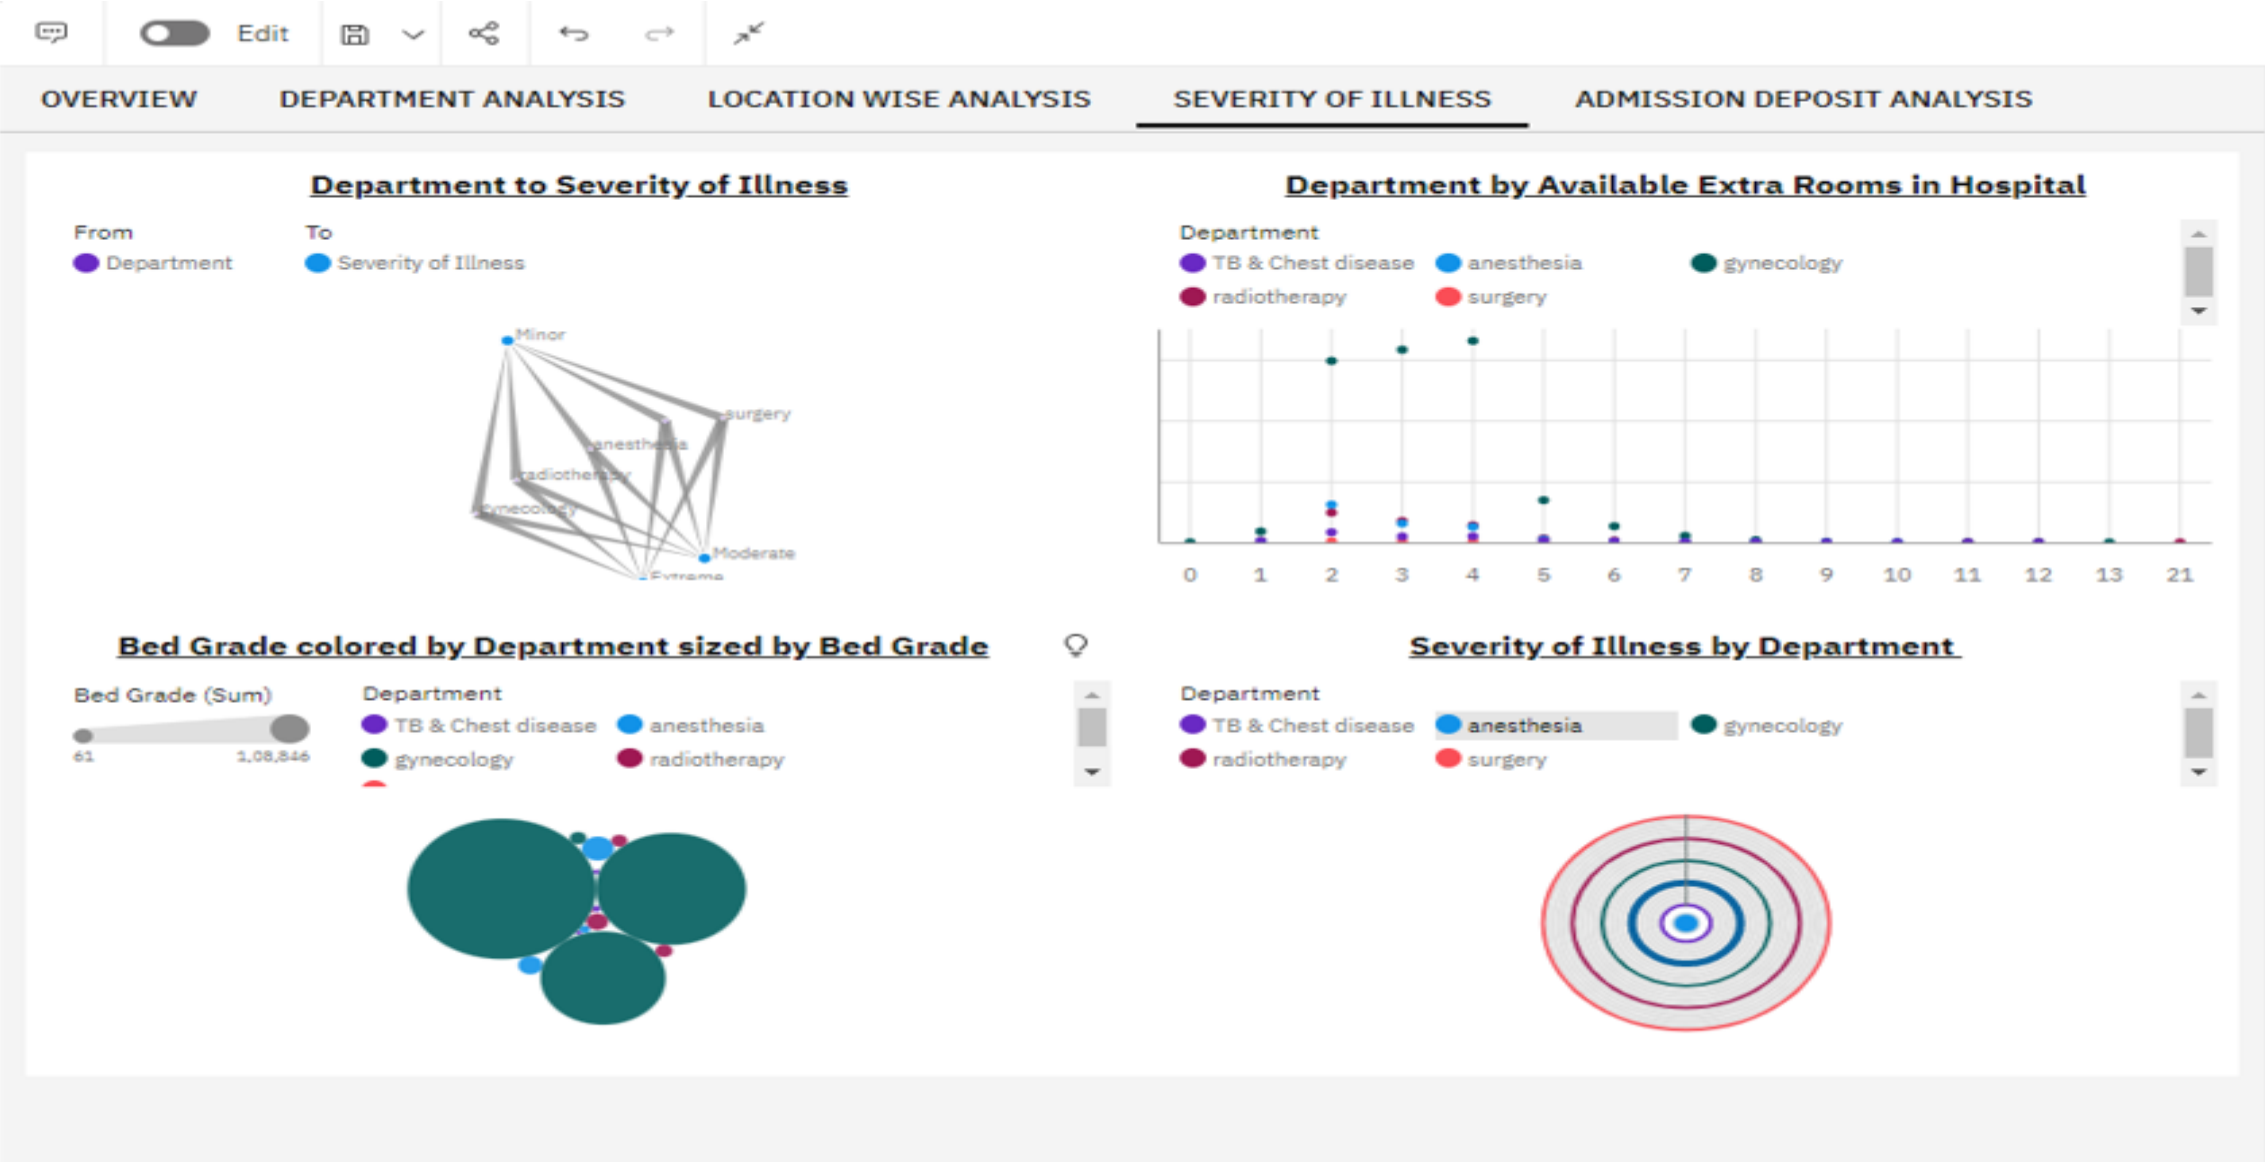 Edit
OVERVIEW DEPARTMENT ANALYSIS LOCATION WISE ANALYSIS SEVERITY OF ILLNESS ADMISSION DEPOSIT ANALYSIS
Department to Severity of Illness
From To
Department Severity of Illness
Minor
surgery
anesthesia
radiotherapy
gynecology
Moderate
Extreme
Department by Available Extra Rooms in Hospital
Department
TB & Chest disease anesthesia gynecology
radiotherapy surgery
0 1 2 3 4 5 6 7 8 9 10 11 12 13 21
Bed Grade colored by Department sized by Bed Grade
Bed Grade (Sum)
61 1,08,846
Department
TB & Chest disease anesthesia
gynecology radiotherapy
Severity of Illness by Department
Department
TB & Chest disease anesthesia gynecology
radiotherapy surgery